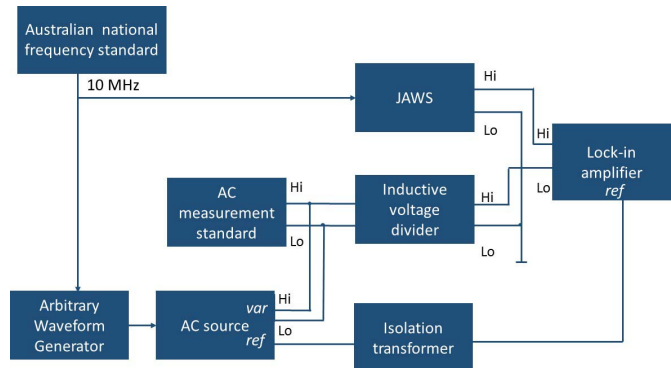 Australian national
frequency standard
10 MHz
JAWS
Hi
Lo
Hi
Lo
Lock-in
amplifier
ref
AC
measurement
standard
Hi
Lo
Inductive
voltage
divider
Hi
Lo
Arbitrary
Waveform
Generator
AC source
var
ref
Hi
Lo
Isolation
transformer